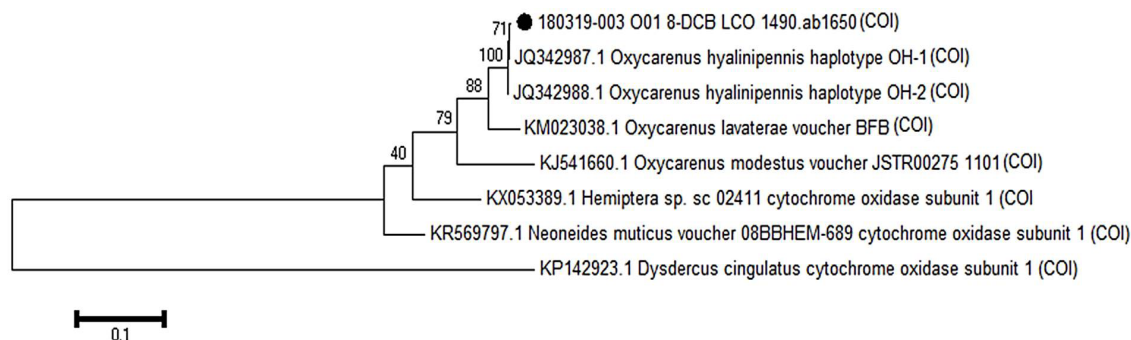 71
180319-003 O01 8-DCB LCO 1490.ab1650 (COI)
100
JQ342987.1 Oxycarenus hyalinipennis haplotype OH-1 (COI)
JQ342988.1 Oxycarenus hyalinipennis haplotype OH-2 (COI)
88
KM023038.1 Oxycarenus lavaterae voucher BFB (COI)
79
KJ541660.1 Oxycarenus modestus voucher JSTR00275 1101 (COI)
40
KX053389.1 Hemiptera sp. sc 02411 cytochrome oxidase subunit 1 (COI
KR569797.1 Neoneides muticus voucher 08BBHEM-689 cytochrome oxidase subunit 1 (COI)
KP142923.1 Dysdercus cingulatus cytochrome oxidase subunit 1 (COI)
0.1